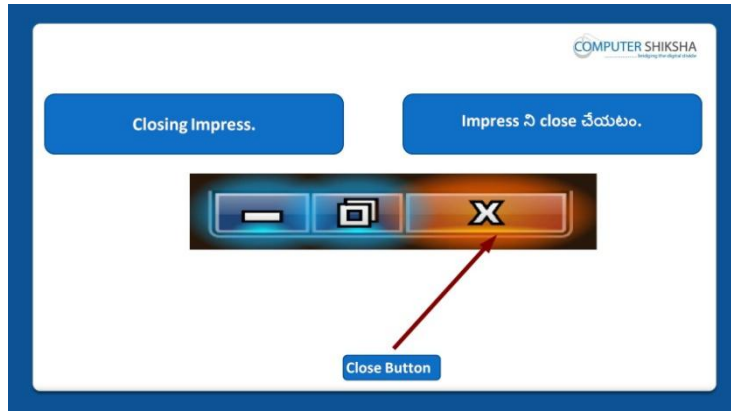 COMPUTER SHIKSHA
bridging the digital divide
Closing Impress.
Impress ని close చేయటం.
X
Close Button